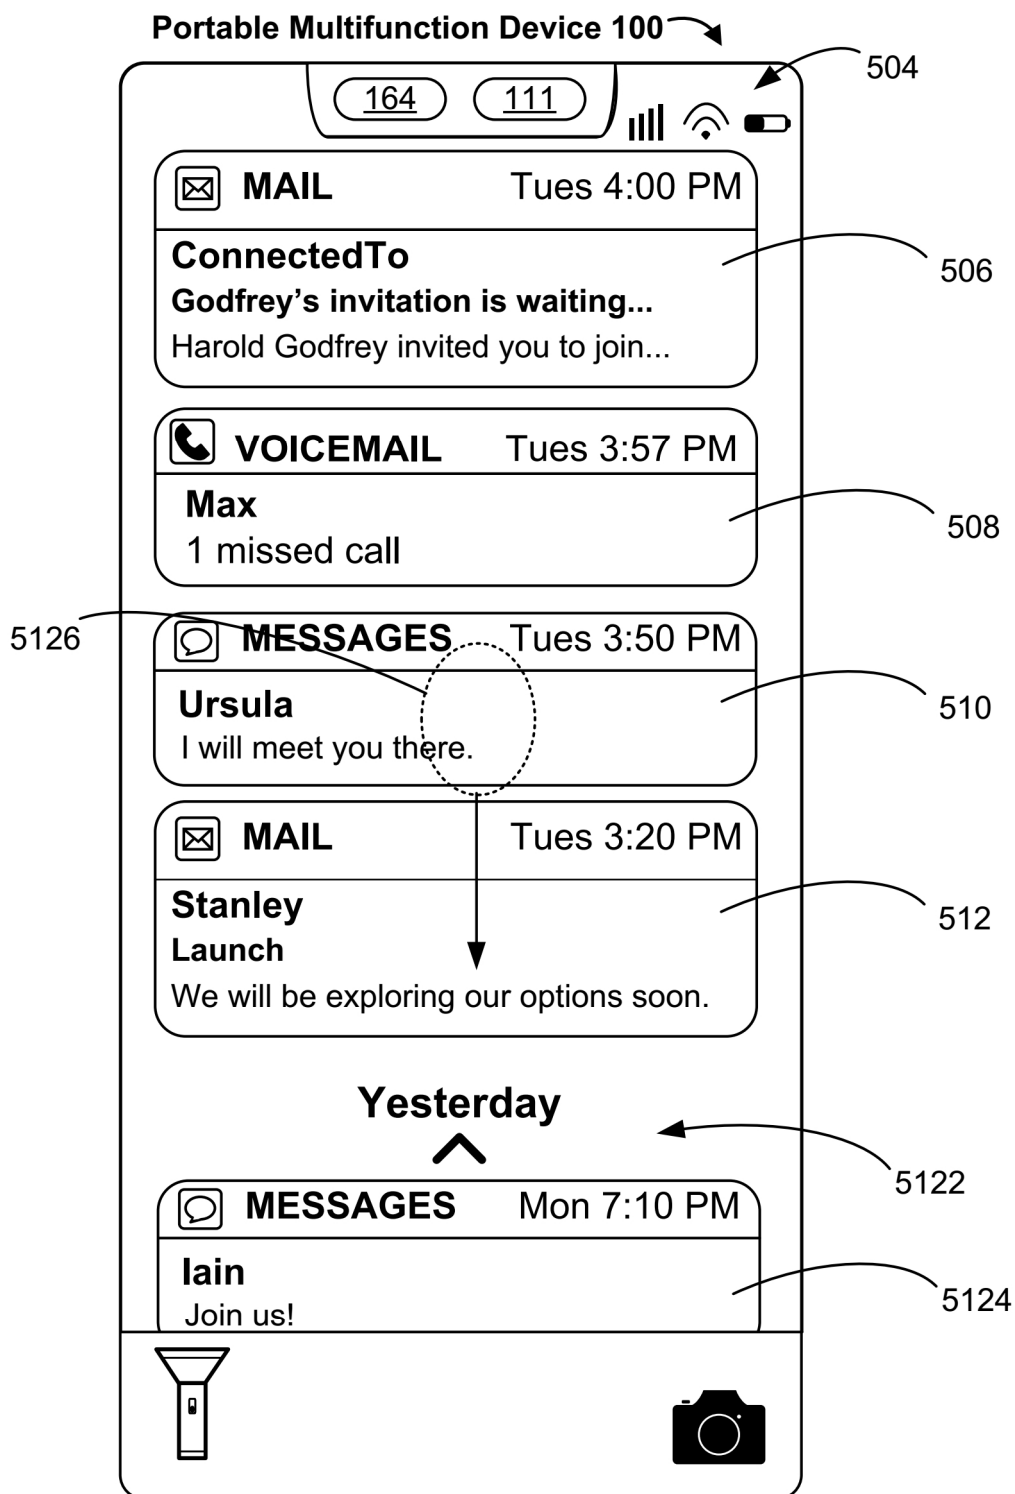 Portable Multifunction Device 100
504
164 111
MAIL Tues 4:00 PM
ConnectedTo
506
Godfrey’s invitation is waiting...
Harold Godfrey invited you to join...
VOICEMAIL Tues 3:57 PM
Max
508
1 missed call
5126
MESSAGES Tues 3:50 PM
Ursula
510
I will meet you there.
MAIL Tues 3:20 PM
Stanley
512
Launch
We will be exploring our options soon.
Yesterday
5122
MESSAGES Mon 7:10 PM
Iain
5124
Join us!